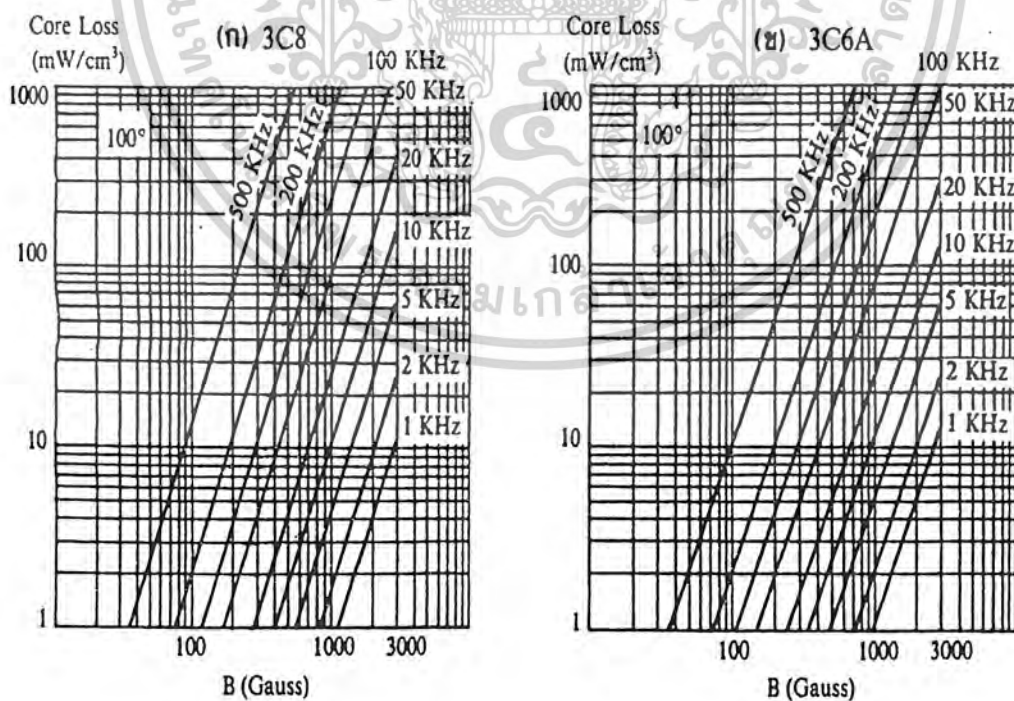 Core Loss
(mW/cm³)
(ก) 3C8
100 KHz
1000
50 KHz
100°
500 KHz
200 KHz
20 KHz
10 KHz
100
5 KHz
2 KHz
1 KHz
10
1
100
1000
3000
B (Gauss)
Core Loss
(mW/cm³)
(ข) 3C6A
100 KHz
1000
50 KHz
100°
500 KHz
200 KHz
20 KHz
10 KHz
100
5 KHz
2 KHz
1 KHz
10
1
100
1000
3000
B (Gauss)